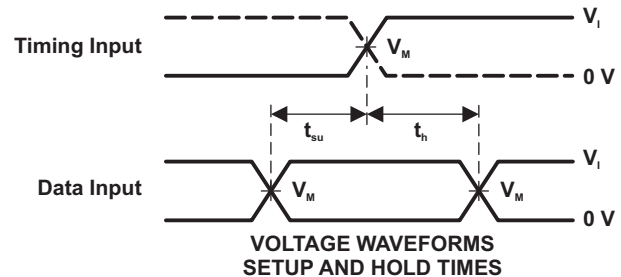 V_I
Timing Input
V_M
0 V
t_su
t_h
V_I
Data Input
V_M
V_M
0 V
VOLTAGE WAVEFORMS
SETUP AND HOLD TIMES